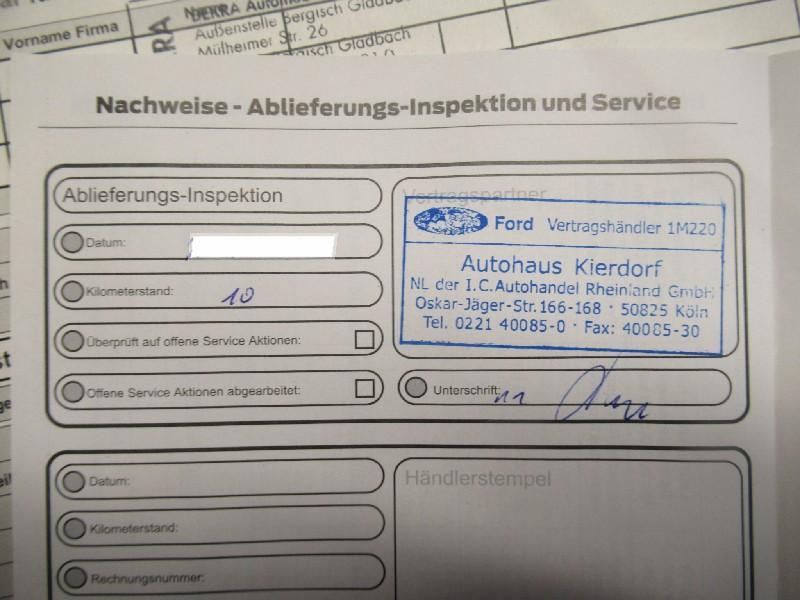 Vorname Firma
Außenstelle Bergisch Gladbach
Mülheimer Str. 26
Gladbach
Nachweise - Ablieferungs-Inspektion und Service
Ablieferungs-Inspektion
Vertragspartner
Datum:
Kilometerstand: 10
Überprüft auf offene Service Aktionen:
Offene Service Aktionen abgearbeitet:
Ford Vertragshändler 1M220
Autohaus Kierdorf
NL der I.C.Autohandel Rheinland GmbH
Oskar-Jäger-Str. 166-168 · 50825 Köln
Tel. 0221 40085-0 · Fax: 40085-30
Unterschrift:
Datum:
Kilometerstand:
Rechnungsnummer:
Händlerstempel